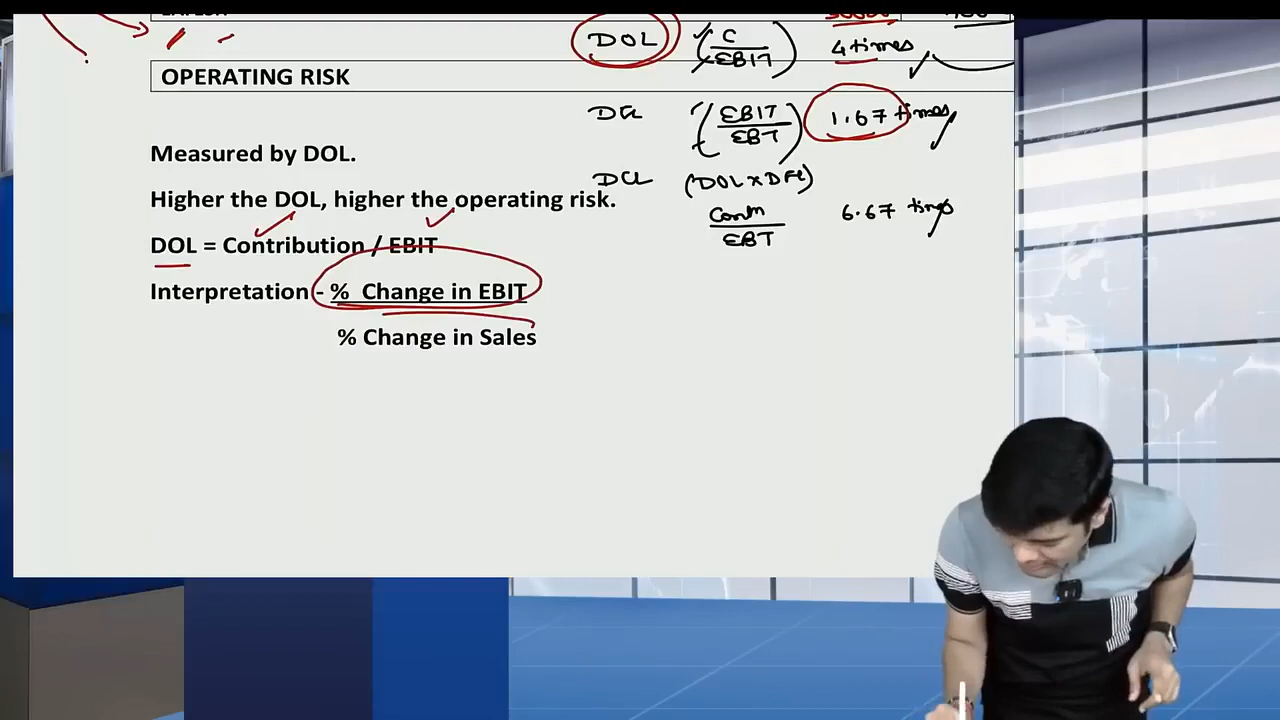 DOL (C / EBIT) 4 times
OPERATING RISK
DCL (EBIT / EBT) 1.67 times
Measured by DOL.
DCL (DOL x DFL)
Higher the DOL, higher the operating risk.
Contn / EBT 6.67 times
DOL = Contribution / EBIT
Interpretation - % Change in EBIT
% Change in Sales